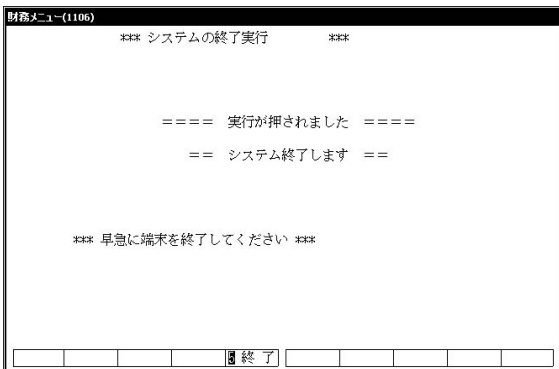 財務メニュー(1106)
*** システムの終了実行 ***
==== 実行が押されました ====
== システム終了します ==
*** 早急に端末を終了してください ***
5 終 了